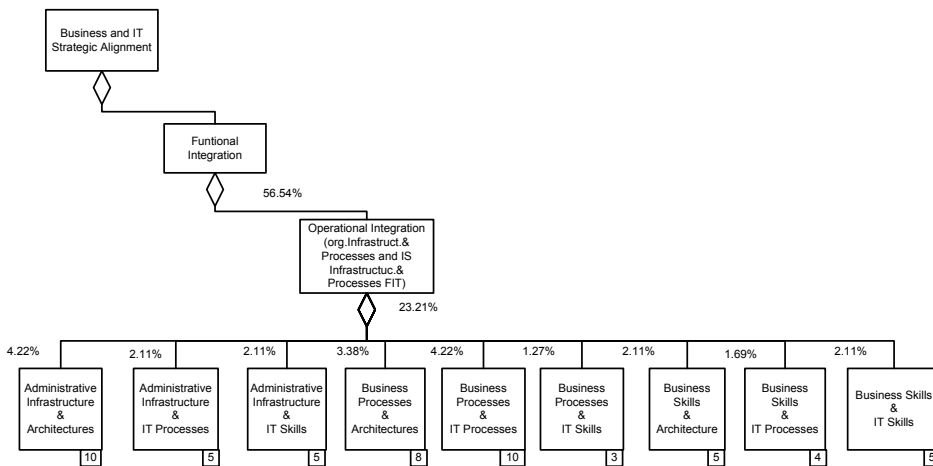 Business and IT
Strategic Alignment
Funtional
Integration
56.54%
Operational Integration
(org.Infrastruct.&
Processes and IS
Infrastructuc.&
Processes FIT)
23.21%
4.22%
2.11%
2.11%
3.38%
4.22%
1.27%
2.11%
1.69%
2.11%
Administrative
Infrastructure
&
Architectures
10
Administrative
Infrastructure
&
IT Processes
5
Administrative
Infrastructure
&
IT Skills
5
Business
Processes
&
Architectures
8
Business
Processes
&
IT Processes
10
Business
Processes
&
IT Skills
3
Business
Skills
&
Architecture
5
Business
Skills
&
IT Processes
4
Business Skills
&
IT Skills
5